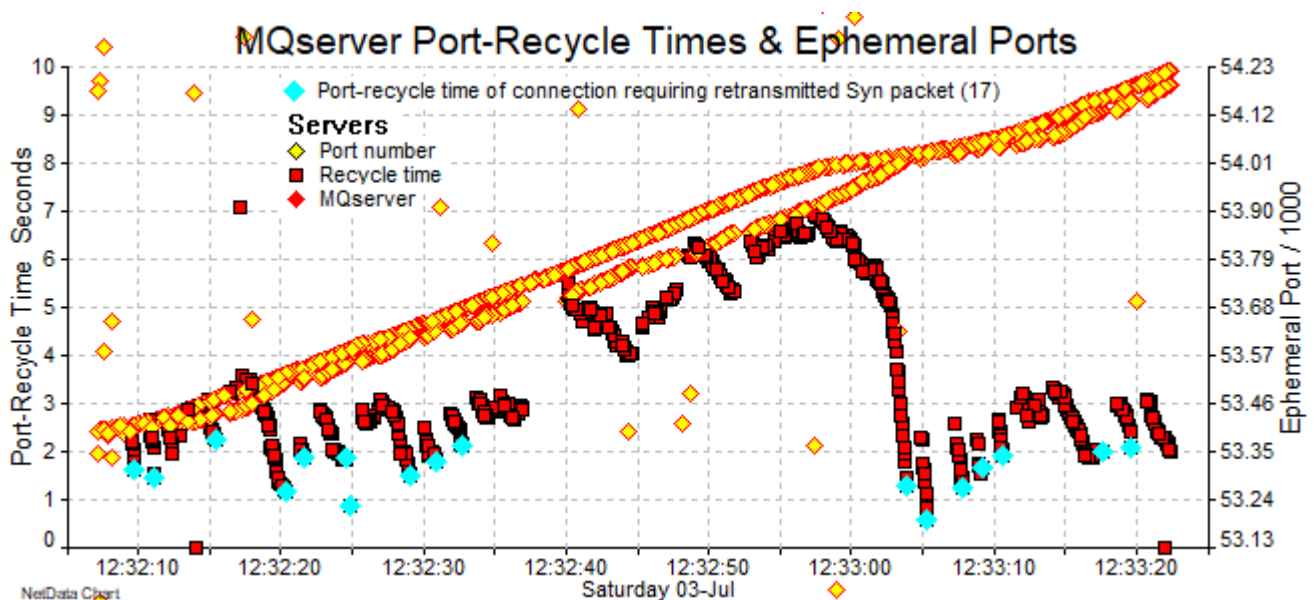 MQserver Port-Recycle Times & Ephemeral Ports
Port-recycle time of connection requiring retransmitted Syn packet (17)
Servers
Port number
Recycle time
MQserver
Port-Recycle Time Seconds
10
9
8
7
6
5
4
3
2
1
0
Ephemeral Port / 1000
54.23
54.12
54.01
53.90
53.79
53.68
53.57
53.46
53.35
53.24
53.13
12:32:10 12:32:20 12:32:30 12:32:40 12:32:50 12:33:00 12:33:10 12:33:20
Saturday 03-Jul
NetData Chart